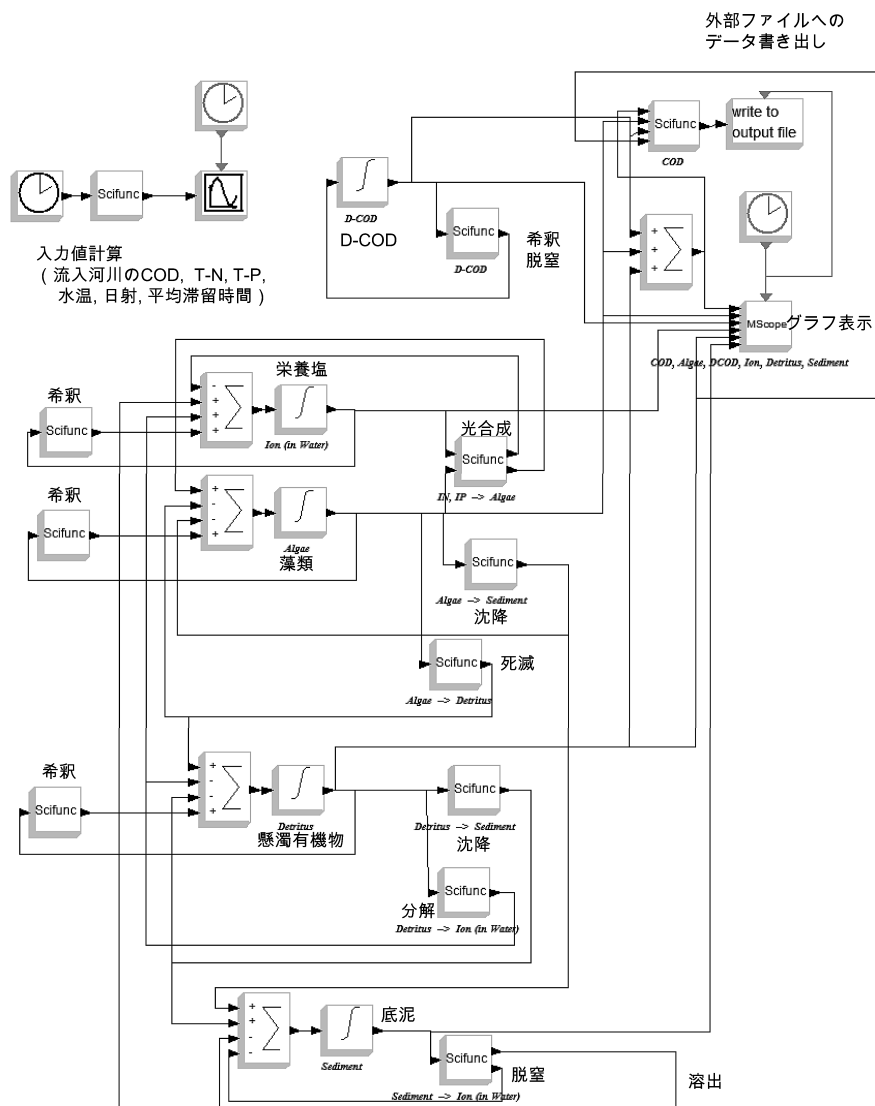 外部ファイルへの
データ書き出し
Scifunc
COD
write to
output file
Scifunc
D-COD
D-COD
Scifunc
D-COD
希釈
脱窒
入力値計算
( 流入河川のCOD, T-N, T-P,
水温, 日射, 平均滞留時間 )
+
+
+
MScope
グラフ表示
COD, Algae, DCOD, Ion, Detritus, Sediment
希釈
Scifunc
-
+
+
+
栄養塩
Ion (in Water)
光合成
Scifunc
IN, IP --> Algae
希釈
Scifunc
+
-
-
+
Algae
藻類
Scifunc
Algae --> Sediment
沈降
Scifunc
死滅
Algae --> Detritus
希釈
Scifunc
+
-
-
+
Detritus
懸濁有機物
Scifunc
Detritus --> Sediment
沈降
Scifunc
分解
Detritus --> Ion (in Water)
+
+
-
-
底泥
Sediment
Scifunc
脱窒
Sediment --> Ion (in Water)
溶出